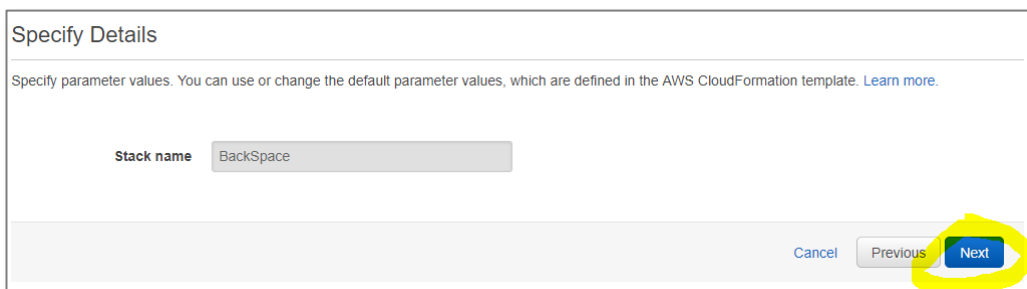 Specify Details
Specify parameter values. You can use or change the default parameter values, which are defined in the AWS CloudFormation template. Learn more.
Stack name BackSpace
Cancel Previous Next